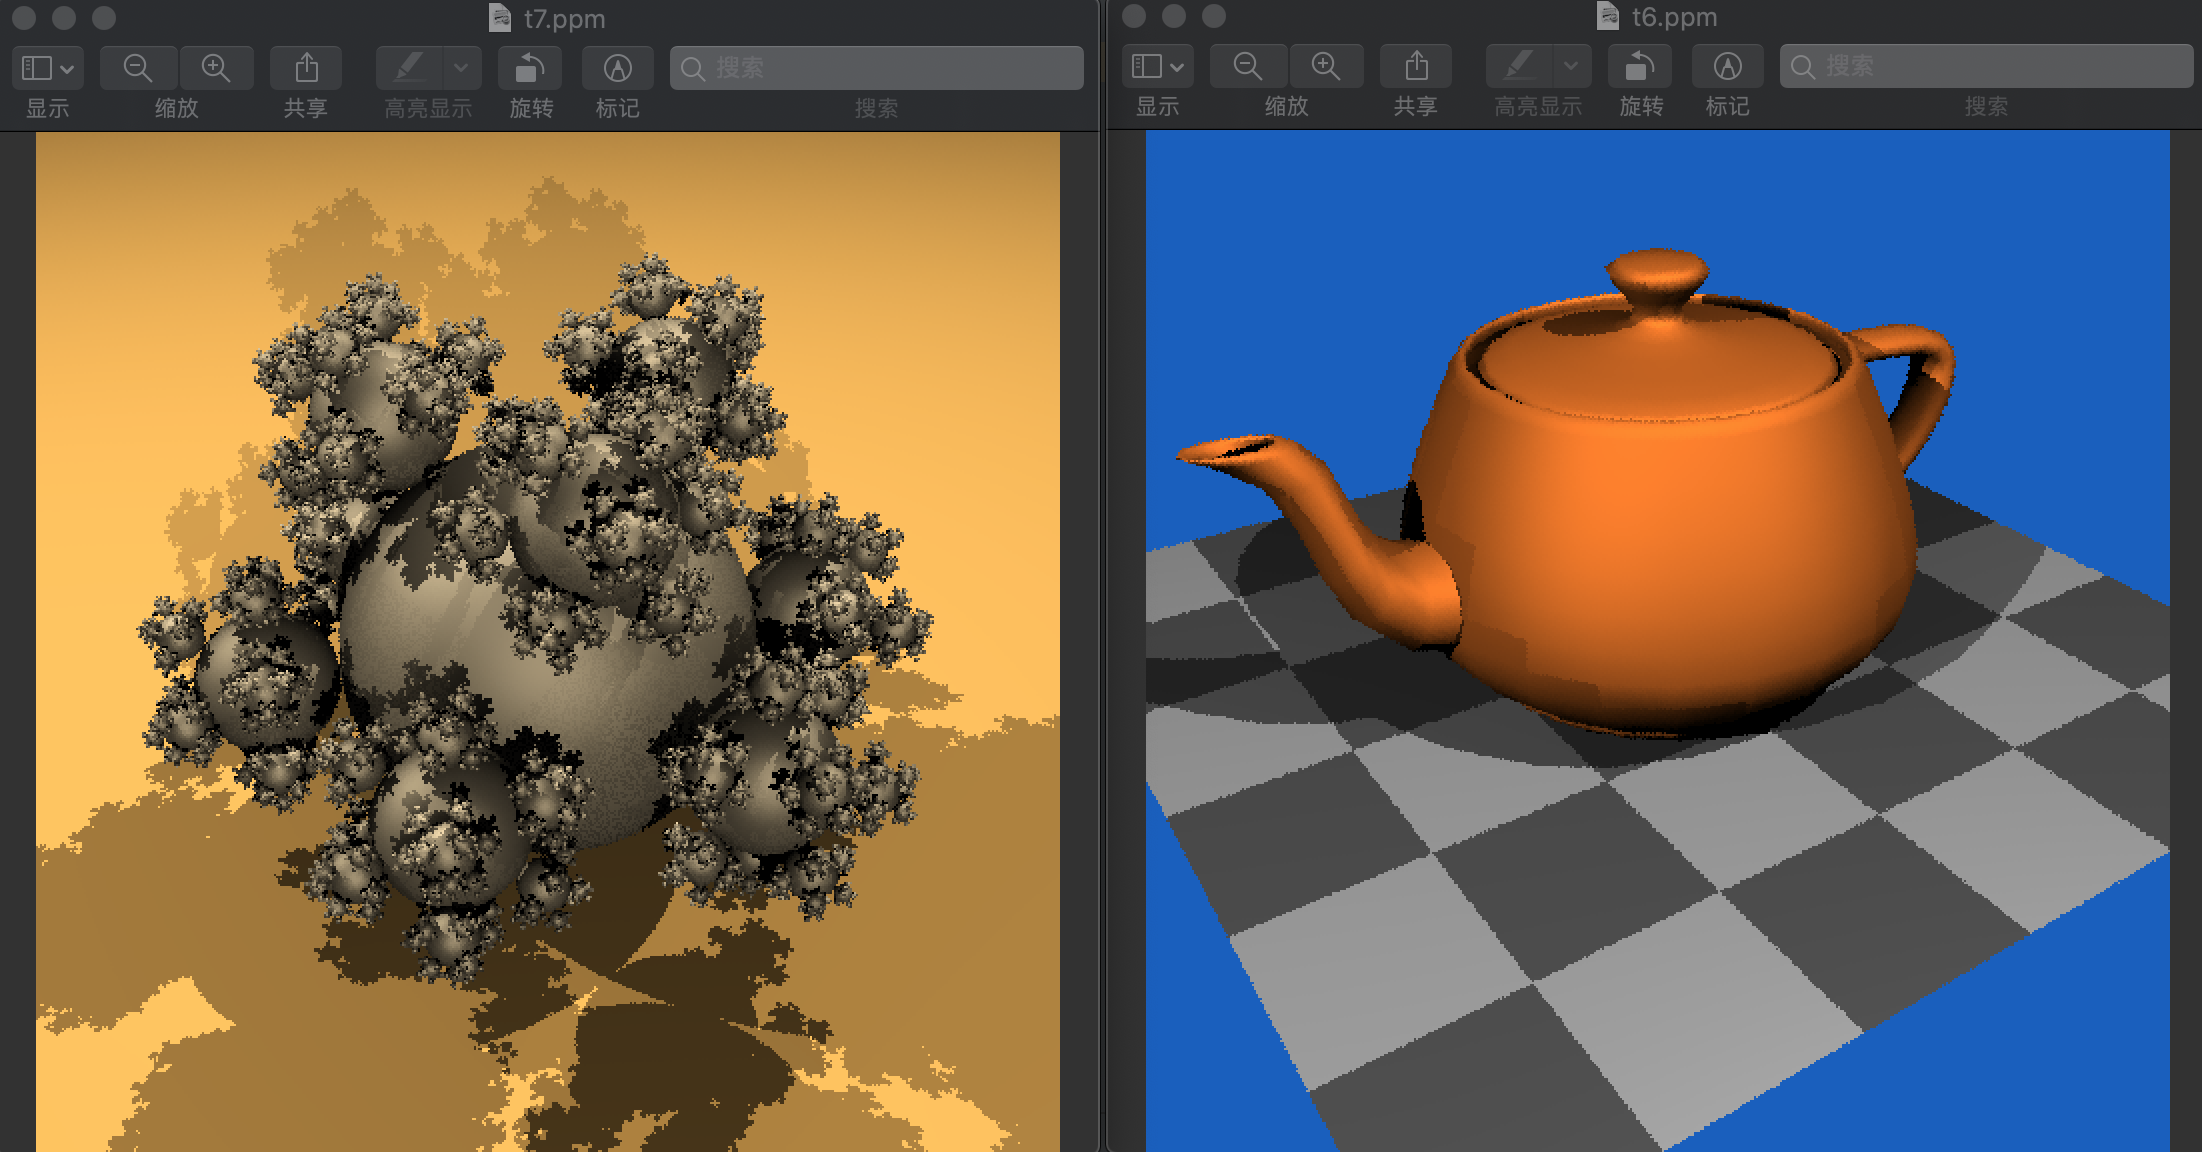 t7.ppm
搜索
显示 缩放 共享 高亮显示 旋转 标记 搜索
t6.ppm
搜索
显示 缩放 共享 高亮显示 旋转 标记 搜索